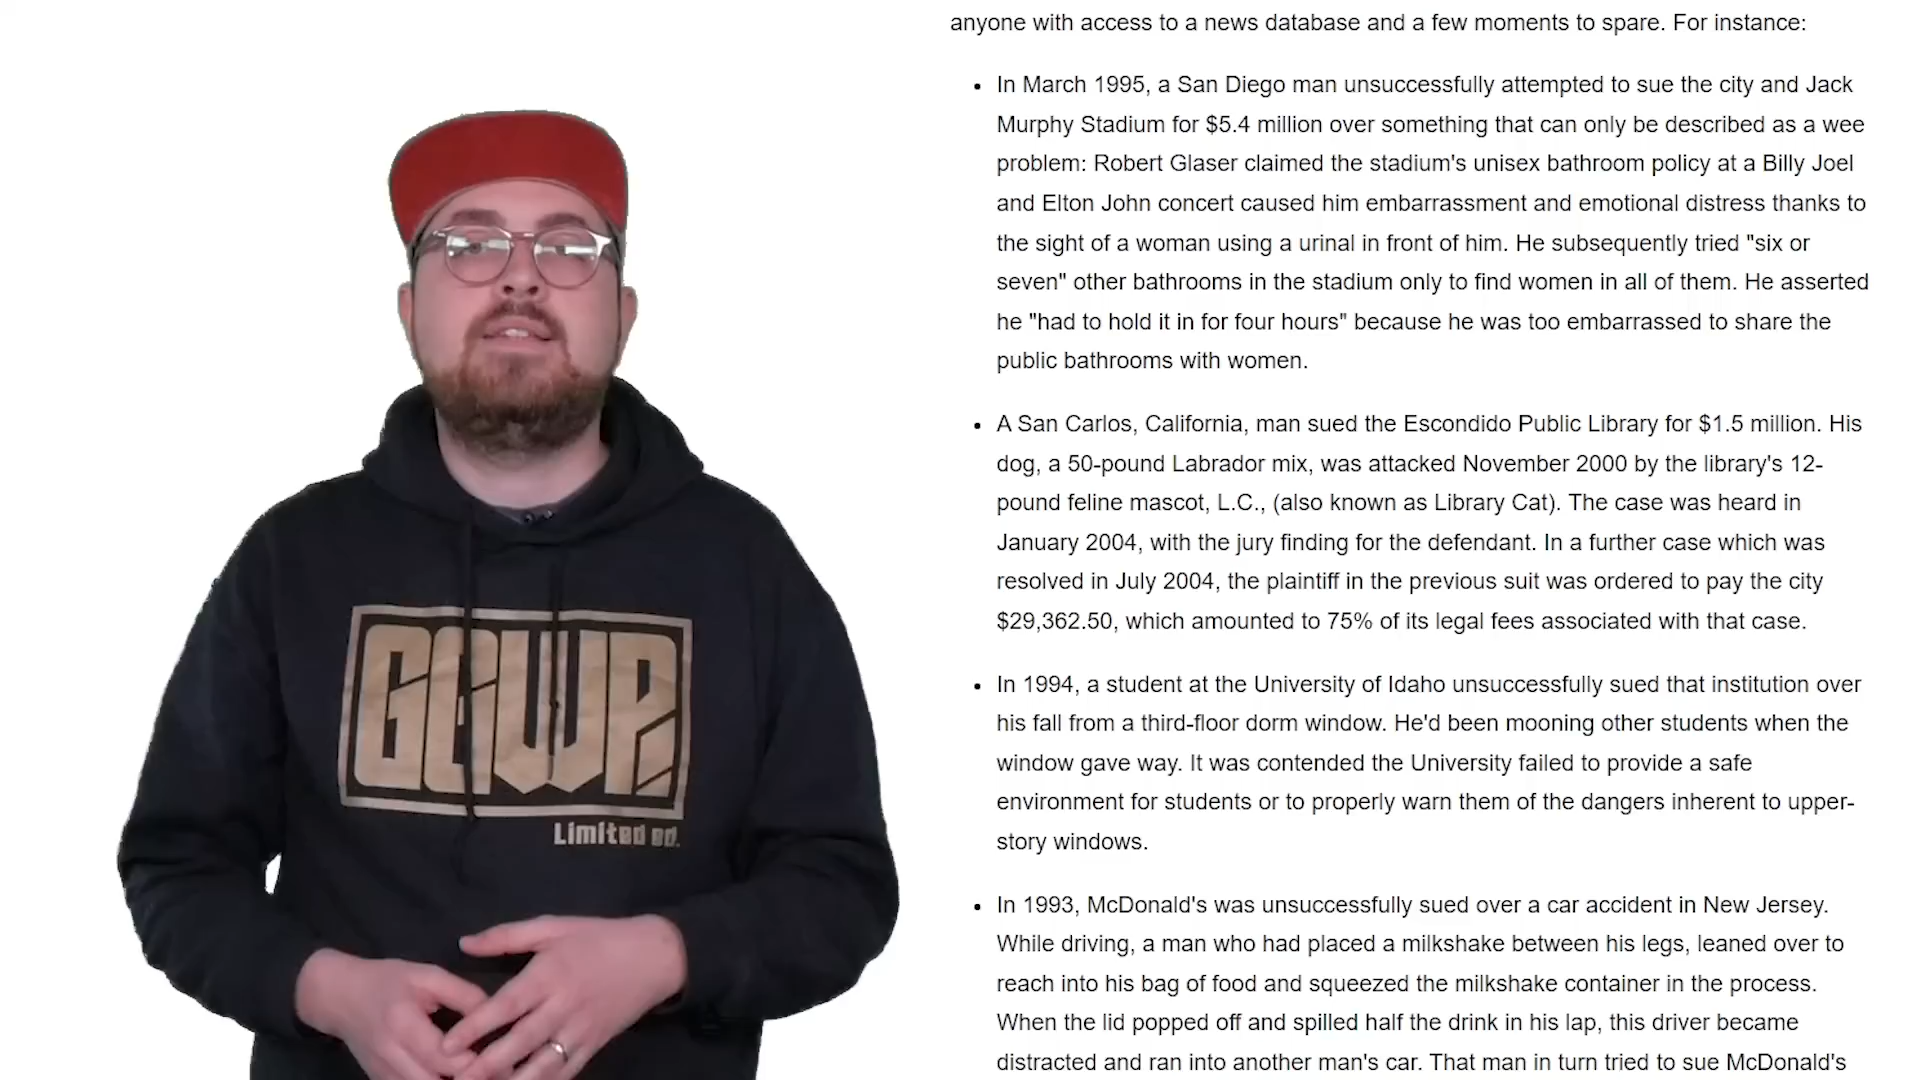 anyone with access to a news database and a few moments to spare. For instance:
• In March 1995, a San Diego man unsuccessfully attempted to sue the city and Jack
Murphy Stadium for $5.4 million over something that can only be described as a wee
problem: Robert Glaser claimed the stadium's unisex bathroom policy at a Billy Joel
and Elton John concert caused him embarrassment and emotional distress thanks to
the sight of a woman using a urinal in front of him. He subsequently tried "six or
seven" other bathrooms in the stadium only to find women in all of them. He asserted
he "had to hold it in for four hours" because he was too embarrassed to share the
public bathrooms with women.
• A San Carlos, California, man sued the Escondido Public Library for $1.5 million. His
dog, a 50-pound Labrador mix, was attacked November 2000 by the library's 12-
pound feline mascot, L.C., (also known as Library Cat). The case was heard in
January 2004, with the jury finding for the defendant. In a further case which was
resolved in July 2004, the plaintiff in the previous suit was ordered to pay the city
$29,362.50, which amounted to 75% of its legal fees associated with that case.
• In 1994, a student at the University of Idaho unsuccessfully sued that institution over
his fall from a third-floor dorm window. He'd been mooning other students when the
window gave way. It was contended the University failed to provide a safe
environment for students or to properly warn them of the dangers inherent to upper-
story windows.
• In 1993, McDonald's was unsuccessfully sued over a car accident in New Jersey.
While driving, a man who had placed a milkshake between his legs, leaned over to
reach into his bag of food and squeezed the milkshake container in the process.
When the lid popped off and spilled half the drink in his lap, this driver became
distracted and ran into another man's car. That man in turn tried to sue McDonald's
GGWP
Limited ed.